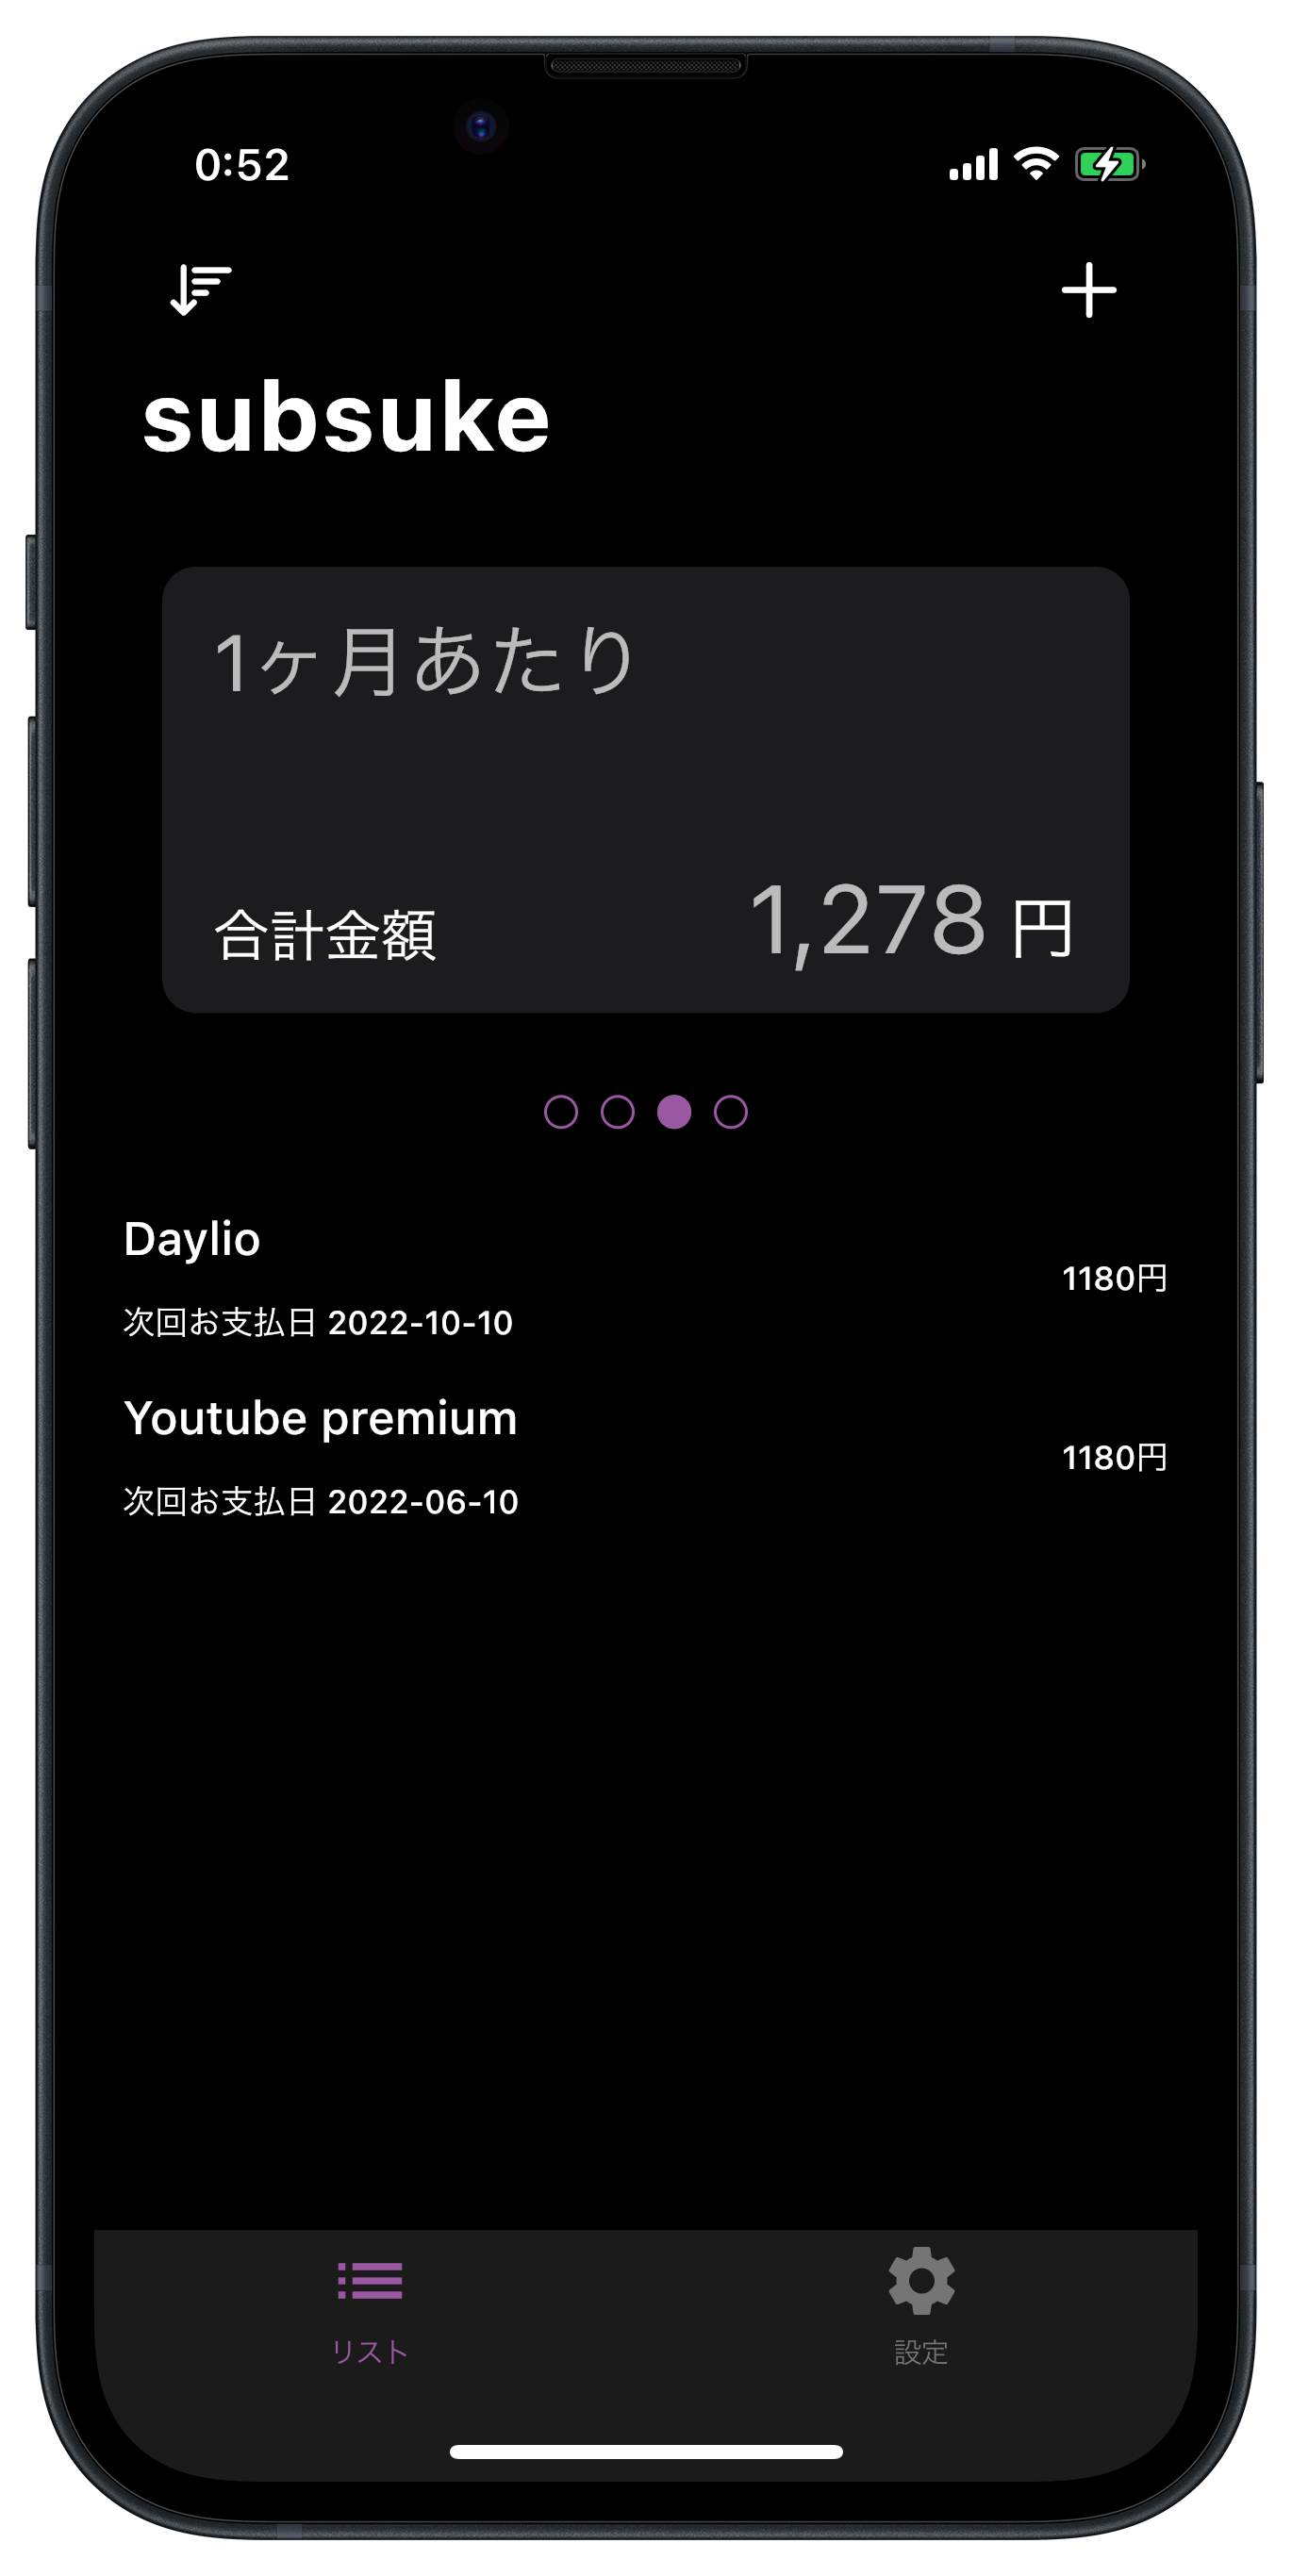 0:52
subsuke
1ヶ月あたり
合計金額 1,278 円
Daylio
1180円
次回お支払日 2022-10-10
Youtube premium
1180円
次回お支払日 2022-06-10
リスト 設定